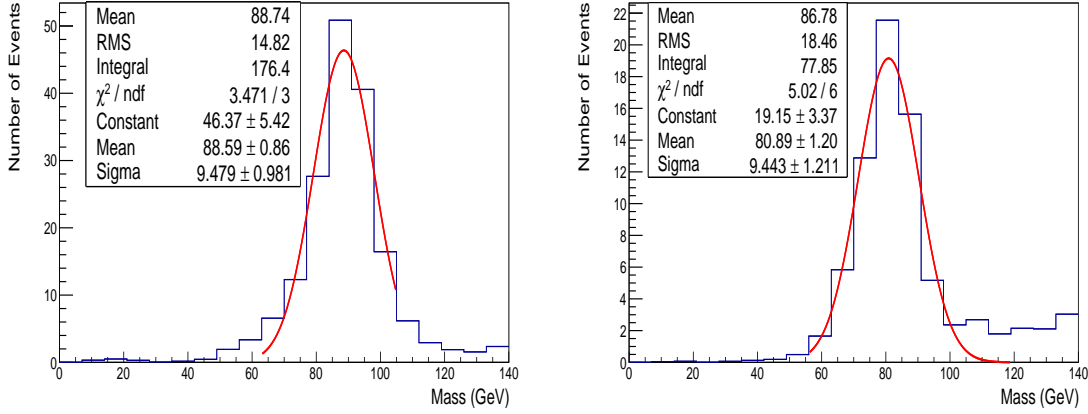 Number of Events
50
40
30
20
10
0
Mean 88.74
RMS 14.82
Integral 176.4
χ² / ndf 3.471 / 3
Constant 46.37 ± 5.42
Mean 88.59 ± 0.86
Sigma 9.479 ± 0.981
0 20 40 60 80 100 120 140
Mass (GeV)
Number of Events
22
20
18
16
14
12
10
8
6
4
2
0
Mean 86.78
RMS 18.46
Integral 77.85
χ² / ndf 5.02 / 6
Constant 19.15 ± 3.37
Mean 80.89 ± 1.20
Sigma 9.443 ± 1.211
0 20 40 60 80 100 120 140
Mass (GeV)